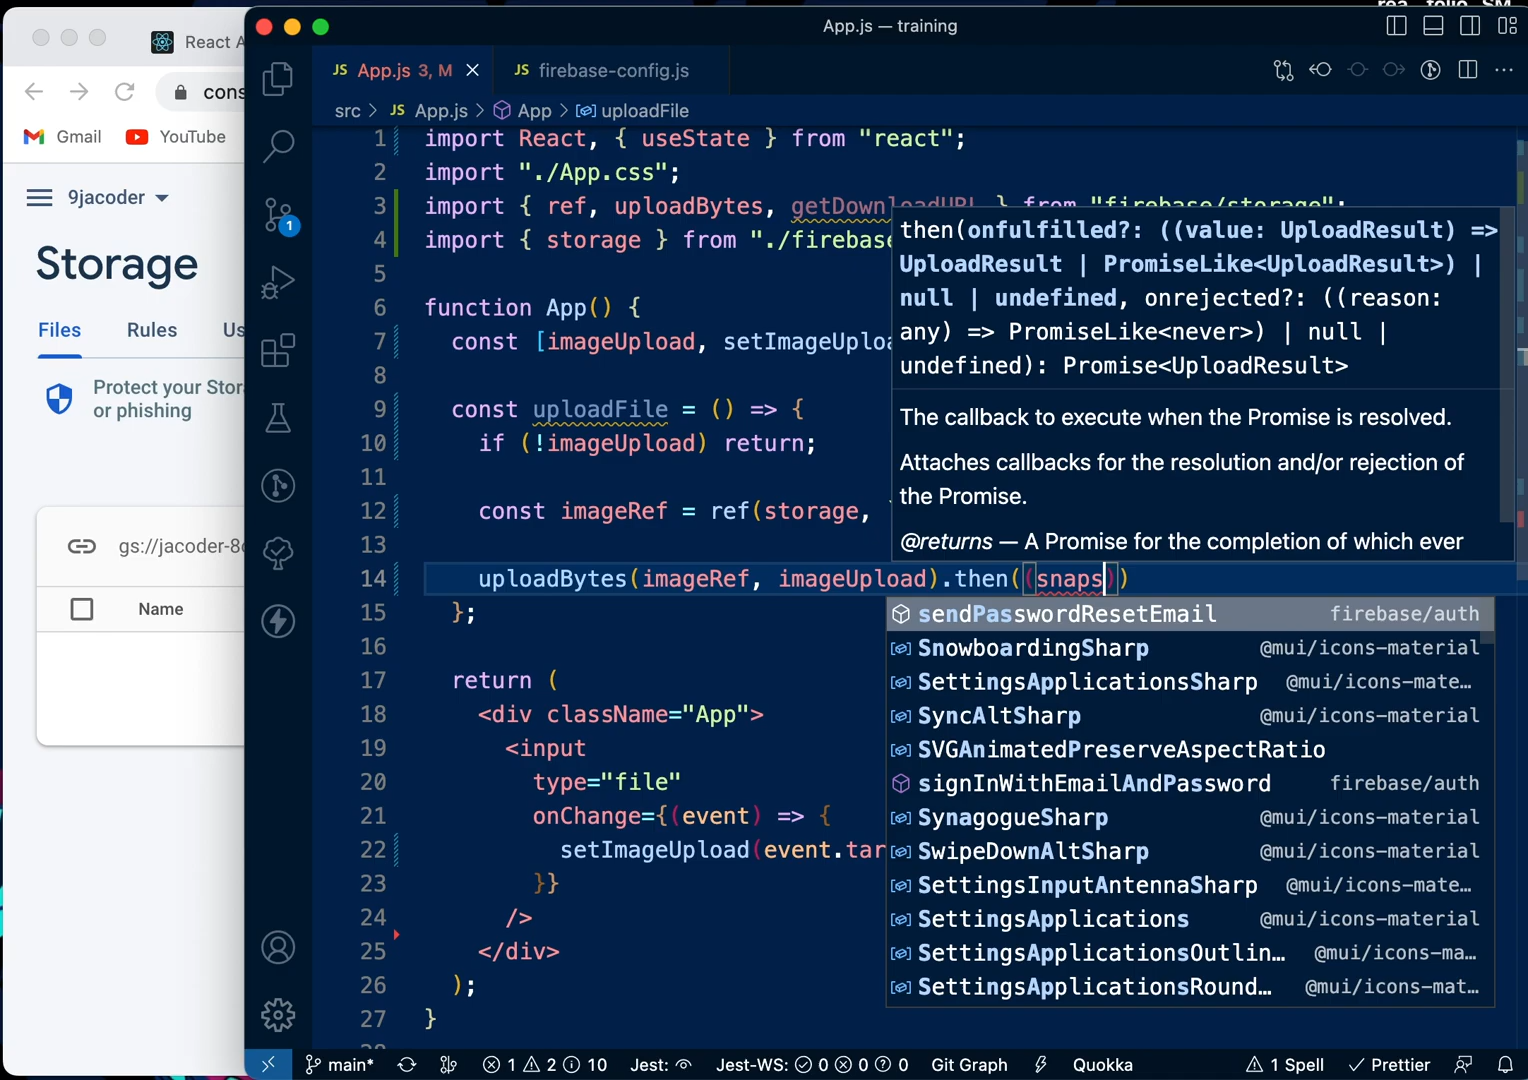 React A
cons
Gmail
YouTube
9jacoder
Storage
Files
Rules
Us
Protect your Stor
or phishing
gs://jacoder-8
Name
App.js — training
JS App.js 3, M
JS firebase-config.js
src > JS App.js > App > uploadFile
1 import React, { useState } from "react";
2 import "./App.css";
3 import { ref, uploadBytes, getDownloadURL } from "firebase/storage";
4 import { storage } from "./firebase
5
6 function App() {
7 const [imageUpload, setImageUploa
8
9 const uploadFile = () => {
10 if (!imageUpload) return;
11
12 const imageRef = ref(storage, `
13
14 uploadBytes(imageRef, imageUpload).then((snaps))
15 };
16
17 return (
18 <div className="App">
19 <input
20 type="file"
21 onChange={(event) => {
22 setImageUpload(event.tar
23 }}
24 />
25 </div>
26 );
27 }
then(onfulfilled?: ((value: UploadResult) =>
UploadResult | PromiseLike<UploadResult>) |
null | undefined, onrejected?: ((reason:
any) => PromiseLike<never>) | null |
undefined): Promise<UploadResult>
The callback to execute when the Promise is resolved.
Attaches callbacks for the resolution and/or rejection of
the Promise.
@returns — A Promise for the completion of which ever
sendPasswordResetEmail firebase/auth
SnowboardingSharp @mui/icons-material
SettingsApplicationsSharp @mui/icons-mate…
SyncAltSharp @mui/icons-material
SVGAnimatedPreserveAspectRatio
signInWithEmailAndPassword firebase/auth
SynagogueSharp @mui/icons-material
SwipeDownAltSharp @mui/icons-material
SettingsInputAntennaSharp @mui/icons-mate…
SettingsApplications @mui/icons-material
SettingsApplicationsOutlin… @mui/icons-ma…
SettingsApplicationsRound… @mui/icons-mat…
1
main* 1 2 10 Jest: Jest-WS: 0 0 0 Git Graph Quokka 1 Spell Prettier